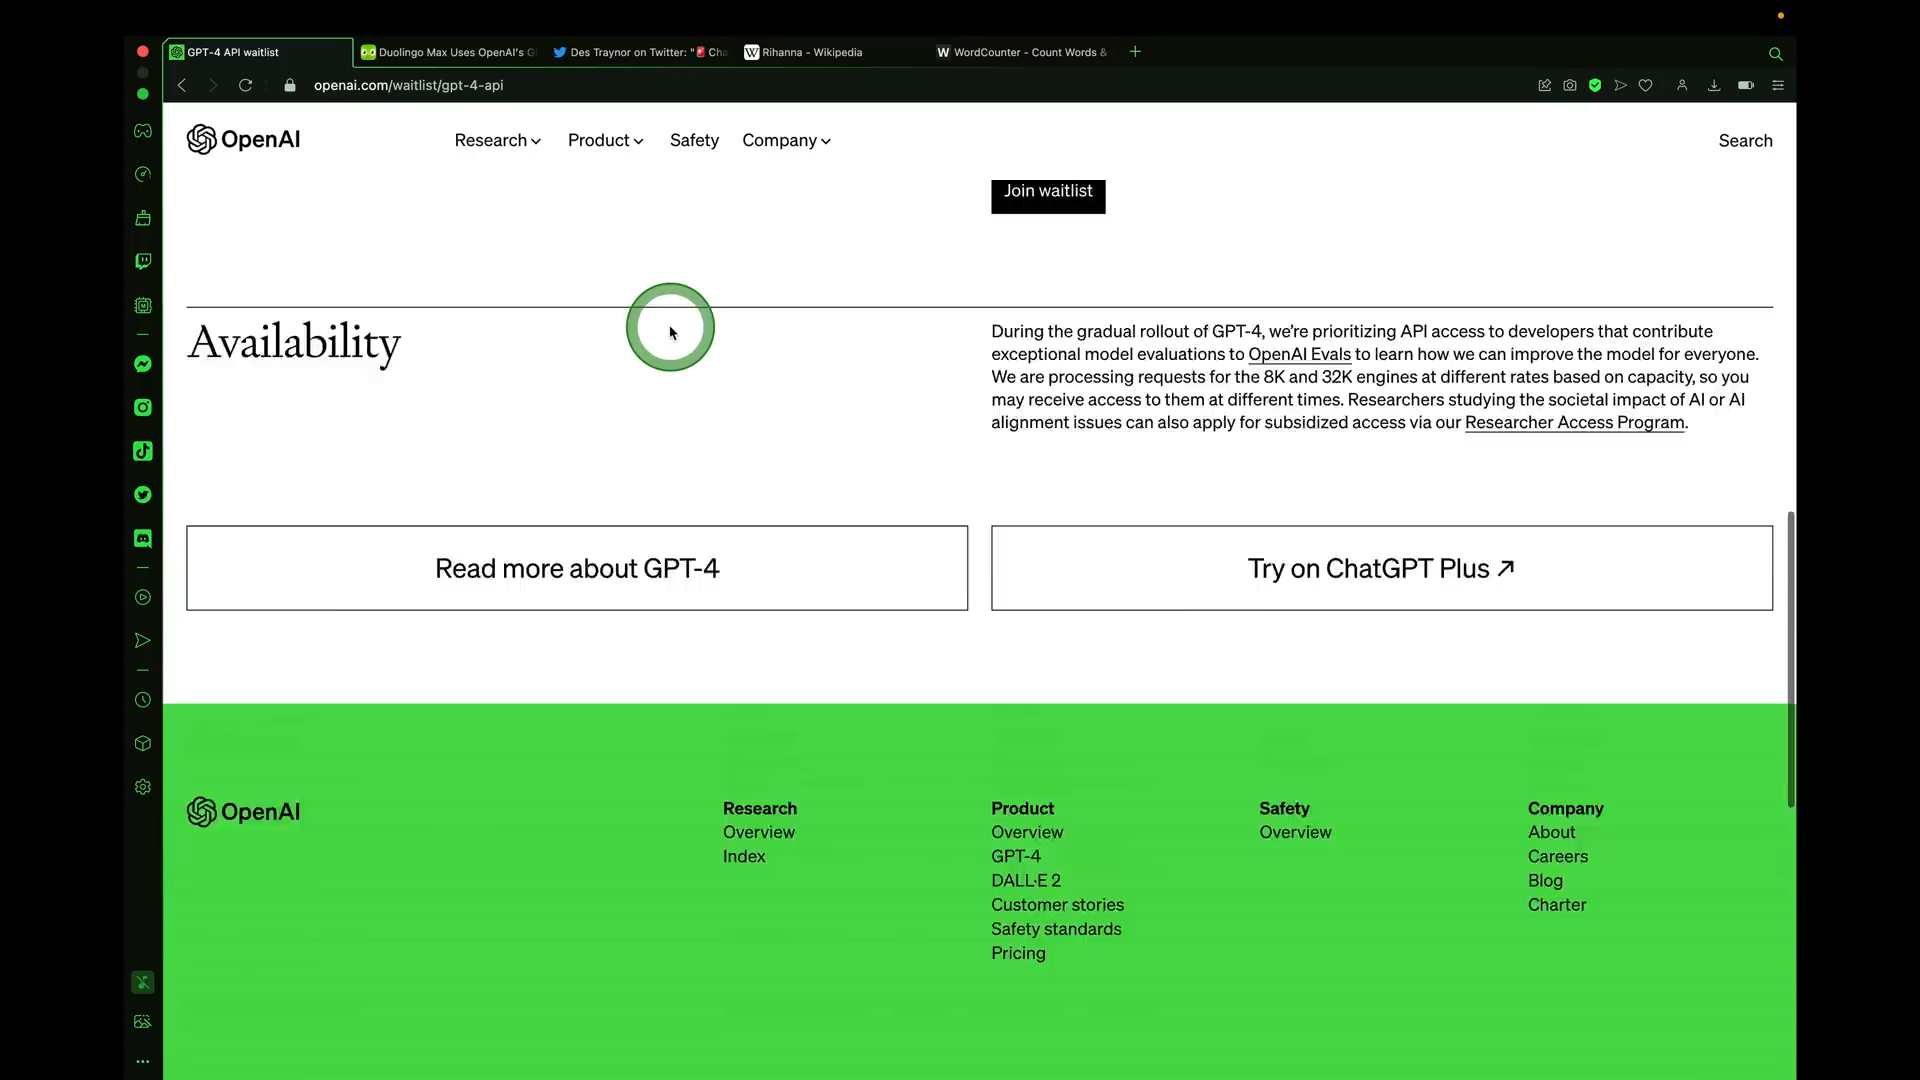 GPT-4 API waitlist
Duolingo Max Uses OpenAI's G
Des Traynor on Twitter: "🚨 Cha
Rihanna - Wikipedia
WordCounter - Count Words &
openai.com/waitlist/gpt-4-api
OpenAI
Research
Product
Safety
Company
Search
Join waitlist
Availability
During the gradual rollout of GPT-4, we’re prioritizing API access to developers that contribute
exceptional model evaluations to OpenAI Evals to learn how we can improve the model for everyone.
We are processing requests for the 8K and 32K engines at different rates based on capacity, so you
may receive access to them at different times. Researchers studying the societal impact of AI or AI
alignment issues can also apply for subsidized access via our Researcher Access Program.
Read more about GPT-4
Try on ChatGPT Plus ↗
OpenAI
Research
Overview
Index
Product
Overview
GPT-4
DALL·E 2
Customer stories
Safety standards
Pricing
Safety
Overview
Company
About
Careers
Blog
Charter